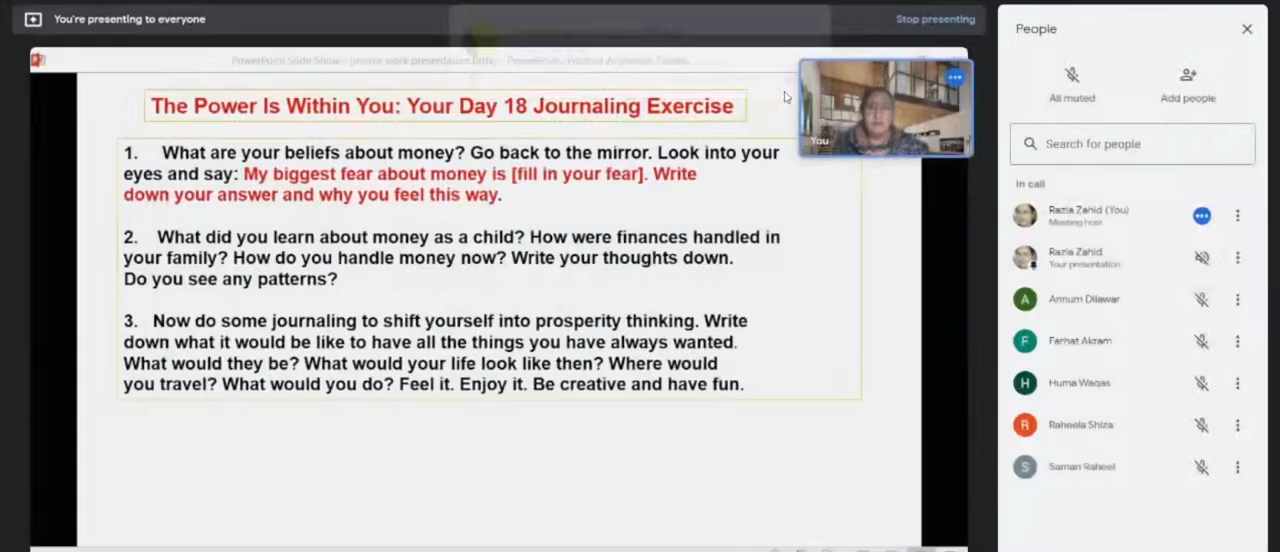 You're presenting to everyone
Stop presenting
PowerPoint Slide Show - [mirror work presentation
The Power Is Within You: Your Day 18 Journaling Exercise
1. What are your beliefs about money? Go back to the mirror. Look into your
eyes and say: My biggest fear about money is [fill in your fear]. Write
down your answer and why you feel this way.
2. What did you learn about money as a child? How were finances handled in
your family? How do you handle money now? Write your thoughts down.
Do you see any patterns?
3. Now do some journaling to shift yourself into prosperity thinking. Write
down what it would be like to have all the things you have always wanted.
What would they be? What would your life look like then? Where would
you travel? What would you do? Feel it. Enjoy it. Be creative and have fun.
You
People
All muted
Add people
Search for people
In call
Razia Zahid (You)
Meeting host
Razia Zahid
Your presentation
A
Annum Dilawar
F
Farhat Akram
H
Huma Waqas
R
Raheela Shiza
S
Saman Raheel